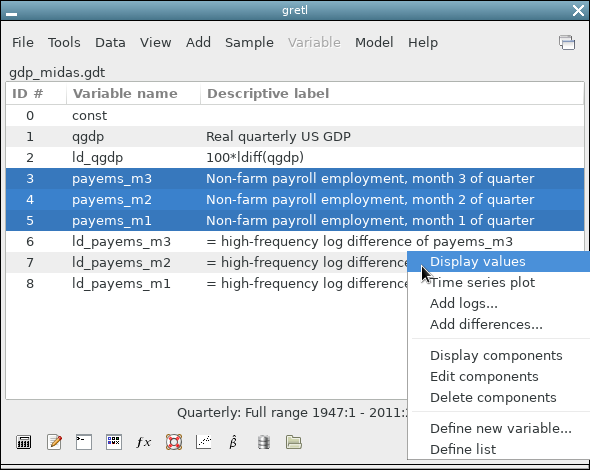 gretl
File Tools Data View Add Sample Variable Model Help
gdp_midas.gdt
ID # Variable name Descriptive label
0 const
1 qgdp Real quarterly US GDP
2 ld_qgdp 100*ldiff(qgdp)
3 payems_m3 Non-farm payroll employment, month 3 of quarter
4 payems_m2 Non-farm payroll employment, month 2 of quarter
5 payems_m1 Non-farm payroll employment, month 1 of quarter
6 ld_payems_m3 = high-frequency log difference of payems_m3
7 ld_payems_m2 = high-frequency log difference
8 ld_payems_m1 = high-frequency log difference
Display values
Time series plot
Add logs...
Add differences...
Display components
Edit components
Delete components
Define new variable...
Define list
Quarterly: Full range 1947:1 - 2011:
fx
β̂